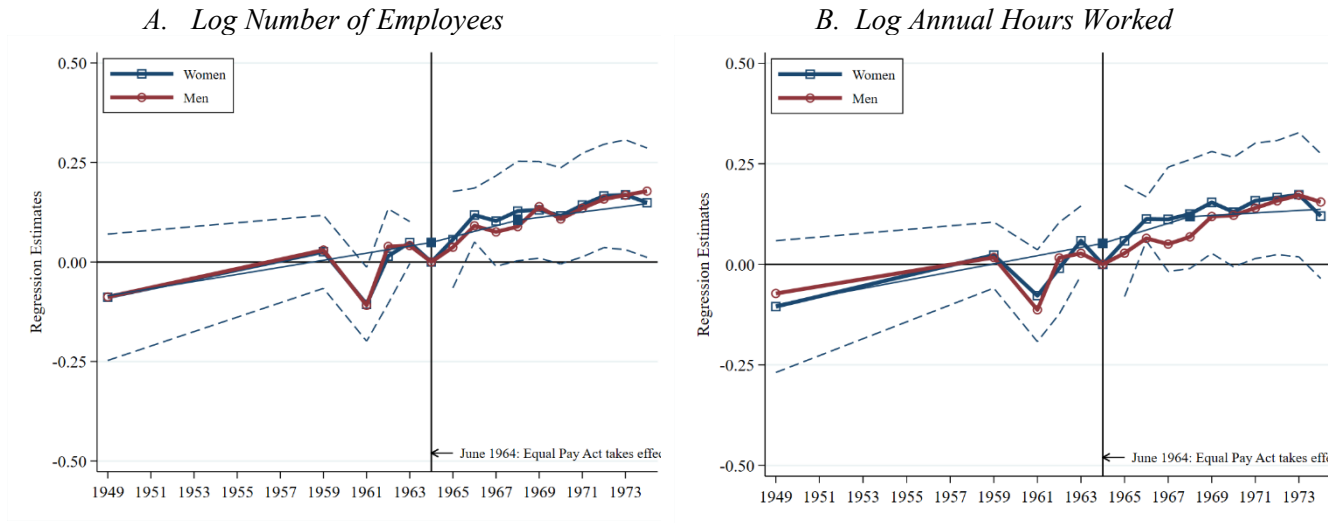 A. Log Number of Employees
B. Log Annual Hours Worked
0.50
Women
Men
0.25
0.00
-0.25
-0.50
Regression Estimates
June 1964: Equal Pay Act takes effe
1949 1951 1953 1955 1957 1959 1961 1963 1965 1967 1969 1971 1973
0.50
Women
Men
0.25
0.00
-0.25
-0.50
Regression Estimates
June 1964: Equal Pay Act takes effe
1949 1951 1953 1955 1957 1959 1961 1963 1965 1967 1969 1971 1973